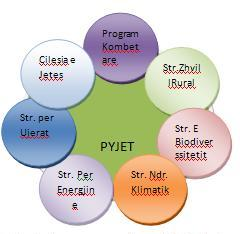 Program
Kombet
are
Str.Zhvil
lRural
Str. E
Biodiver
ssitetit
Str. Ndr.
Klimatik
Str. Per
Energjin
e
Str. per
Uierat
Cilesia e
Jetes
PYJET